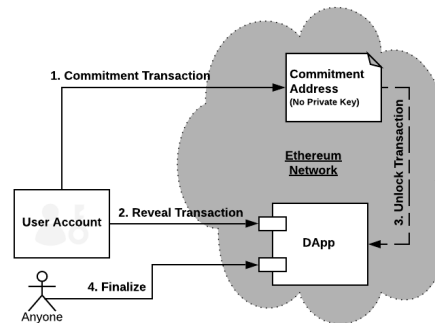 1. Commitment Transaction
Commitment
Address
(No Private Key)
3. Unlock Transaction
Ethereum
Network
User Account
2. Reveal Transaction
DApp
4. Finalize
Anyone